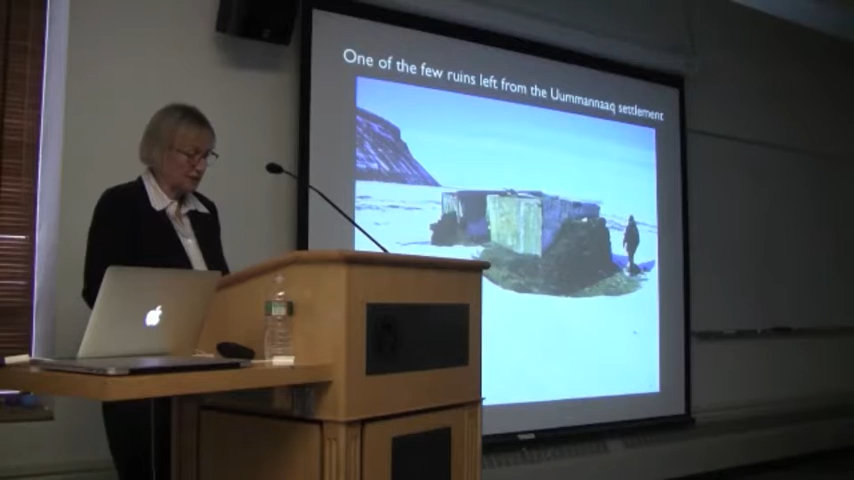 One of the few ruins left from the Uummannaaq settlement